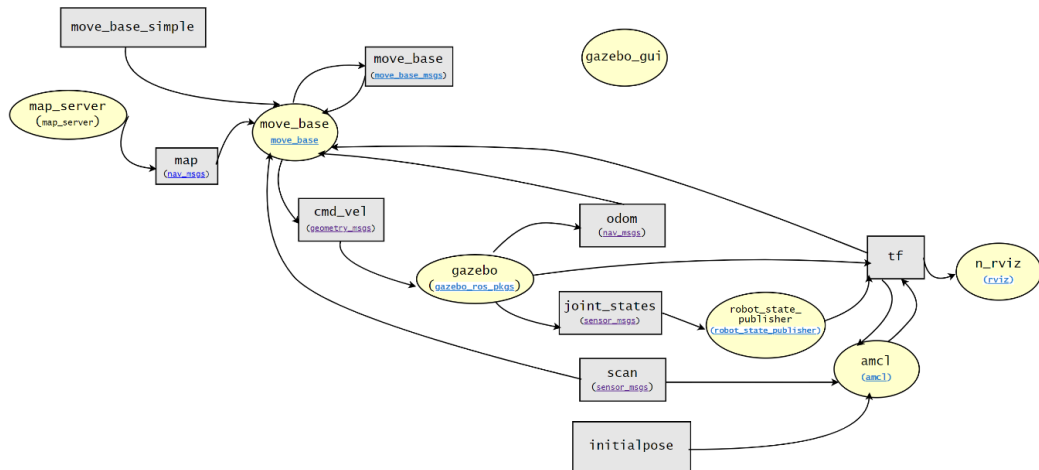 move_base_simple
move_base
(move_base_msgs)
gazebo_gui
map_server
(map_server)
move_base
move_base
map
(nav_msgs)
cmd_vel
(geometry_msgs)
odom
(nav_msgs)
tf
n_rviz
(rviz)
gazebo
(gazebo_ros_pkgs)
joint_states
(sensor_msgs)
robot_state_
publisher
(robot_state_publisher)
scan
(sensor_msgs)
amcl
(amcl)
initialpose